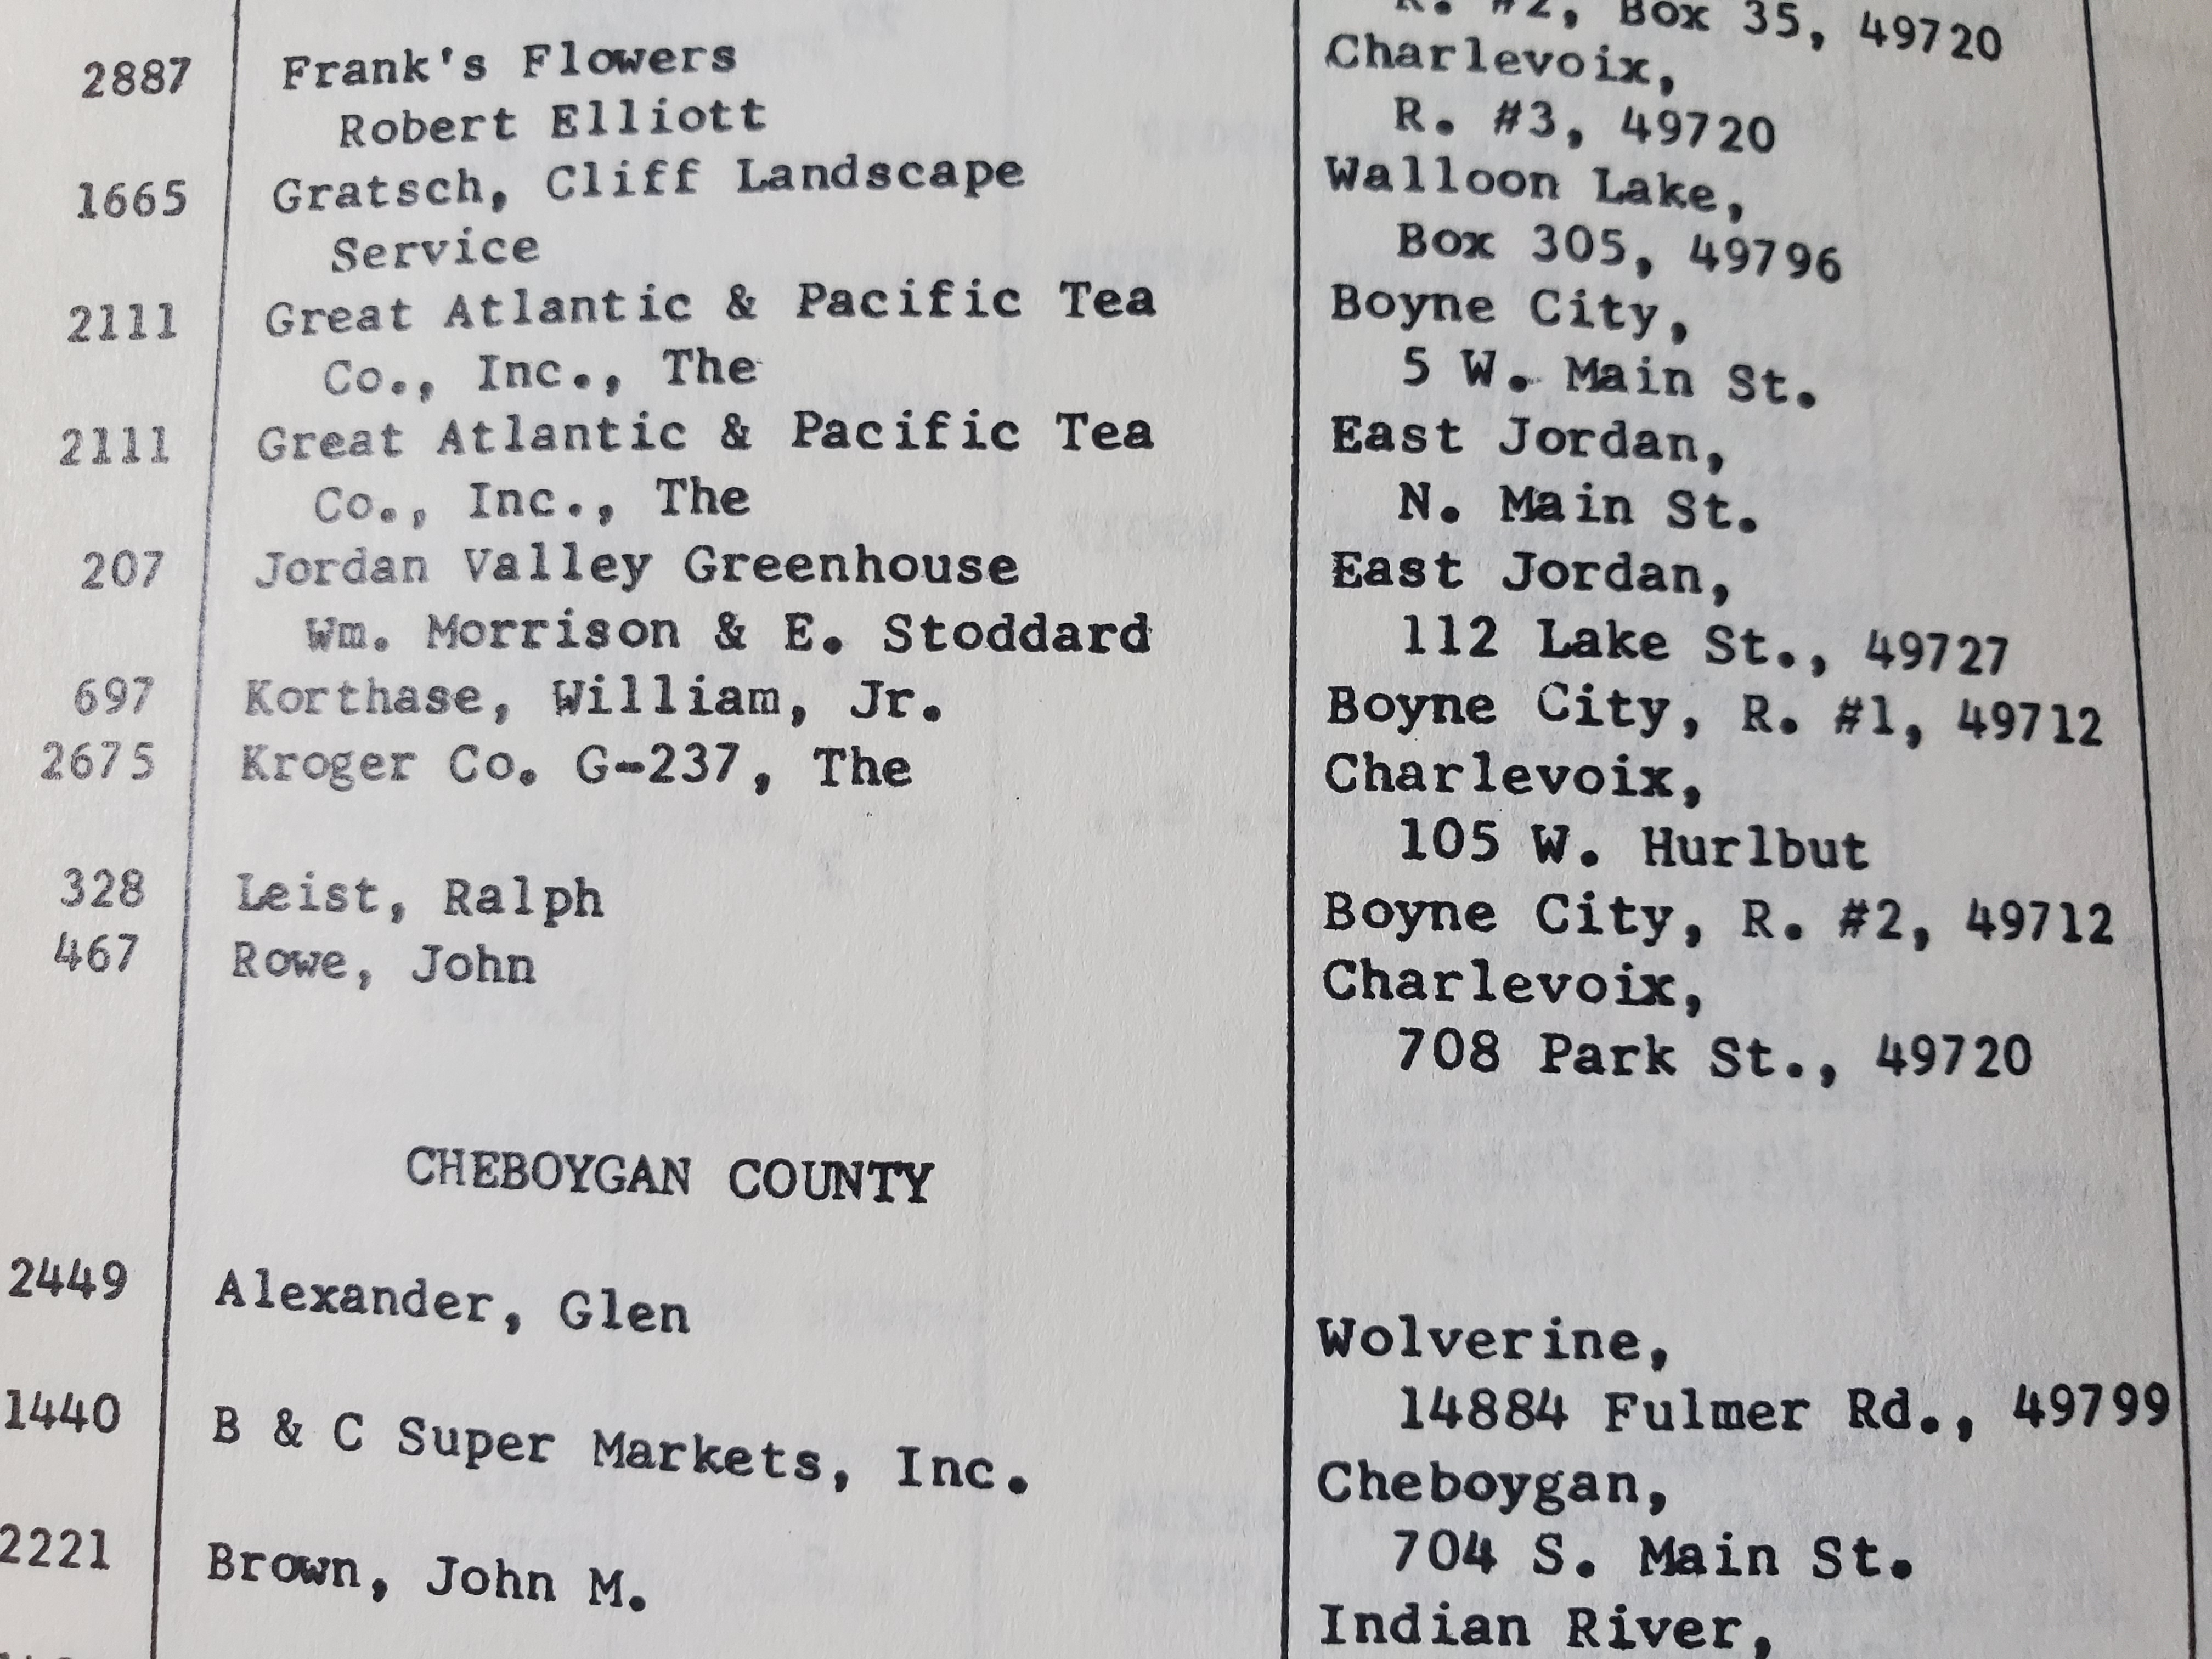 R. #2, Box 35, 49720
2887 Frank's Flowers Charlevoix,
Robert Elliott R. #3, 49720
1665 Gratsch, Cliff Landscape Walloon Lake,
Service Box 305, 49796
2111 Great Atlantic & Pacific Tea Boyne City,
Co., Inc., The 5 W. Main St.
2111 Great Atlantic & Pacific Tea East Jordan,
Co., Inc., The N. Main St.
207 Jordan Valley Greenhouse East Jordan,
Wm. Morrison & E. Stoddard 112 Lake St., 49727
697 Korthase, William, Jr. Boyne City, R. #1, 49712
2675 Kroger Co. G-237, The Charlevoix,
105 W. Hurlbut
328 Leist, Ralph Boyne City, R. #2, 49712
467 Rowe, John Charlevoix,
708 Park St., 49720
CHEBOYGAN COUNTY
2449 Alexander, Glen Wolverine,
14884 Fulmer Rd., 49799
1440 B & C Super Markets, Inc. Cheboygan,
704 S. Main St.
2221 Brown, John M. Indian River,